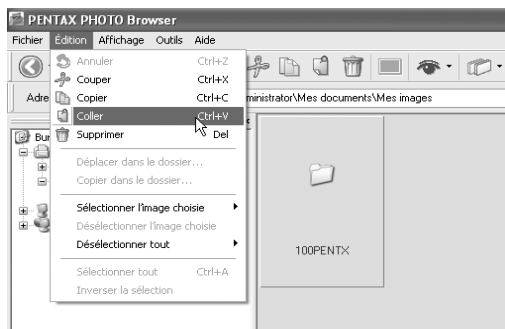 PENTAX PHOTO Browser
Fichier Édition Affichage Outils Aide
Annuler Ctrl+Z
Couper Ctrl+X
Copier Ctrl+C
Coller Ctrl+V
Supprimer Del
Déplacer dans le dossier...
Copier dans le dossier...
Sélectionner l'image choisie
Désélectionner l'image choisie
Désélectionner tout
Sélectionner tout Ctrl+A
Inverser la sélection
Adre
ministrator\Mes documents\Mes images
Bur
100PENTX